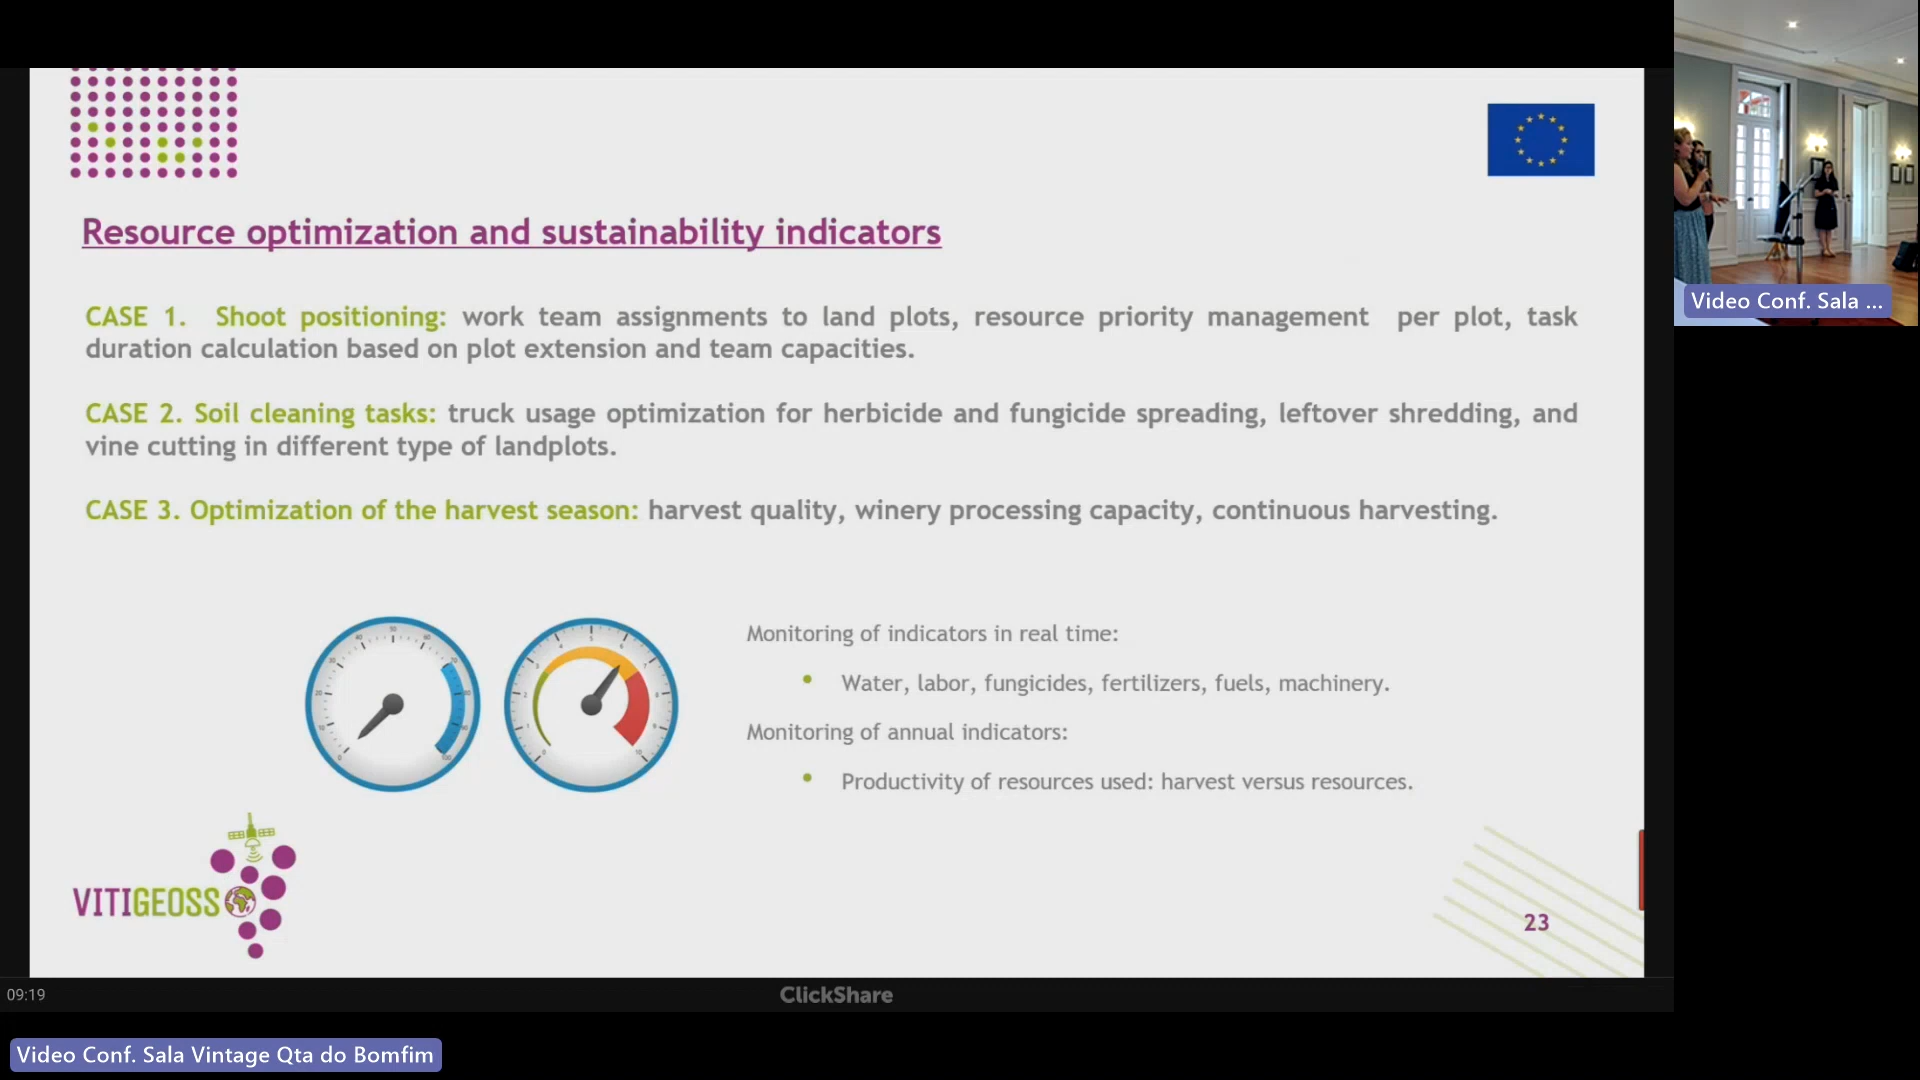 Resource optimization and sustainability indicators
CASE 1. Shoot positioning: work team assignments to land plots, resource priority management per plot, task
duration calculation based on plot extension and team capacities.
CASE 2. Soil cleaning tasks: truck usage optimization for herbicide and fungicide spreading, leftover shredding, and
vine cutting in different type of landplots.
CASE 3. Optimization of the harvest season: harvest quality, winery processing capacity, continuous harvesting.
Monitoring of indicators in real time:
• Water, labor, fungicides, fertilizers, fuels, machinery.
Monitoring of annual indicators:
• Productivity of resources used: harvest versus resources.
VITIGEOSS
23
09:19
ClickShare
Video Conf. Sala Vintage Qta do Bomfim
Video Conf. Sala ...